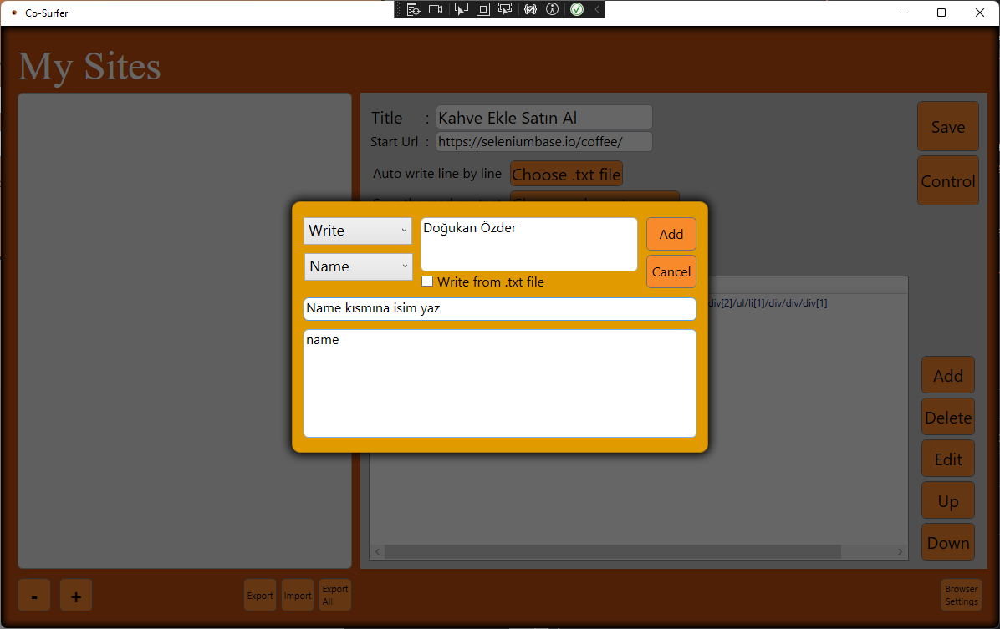 Co-Surfer
My Sites
Title : Kahve Ekle Satın Al
Start Url : https://seleniumbase.io/coffee/
Auto write line by line Choose .txt file
Save
Control
Write
Doğukan Özder
Add
Name
Cancel
Write from .txt file
Name kısmına isim yaz
name
div[2]/ul/li[1]/div/div/div[1]
Add
Delete
Edit
Up
Down
- +
Export
Import
Export
All
Browser
Settings